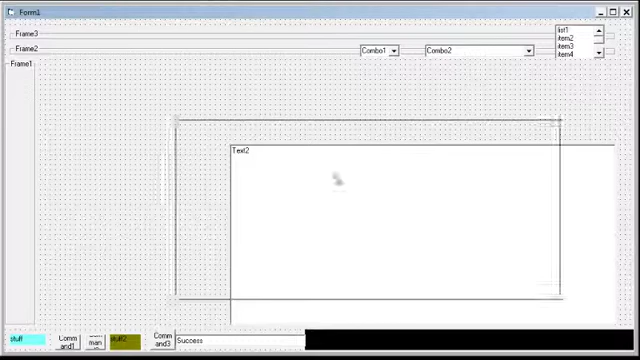 Form1
Frame3
Frame2
Combo1
Combo2
list1
item2
item3
item4
Frame1
Text2
stuff
Comm
and1
Com
man
stuff2
Comm
and3
Success